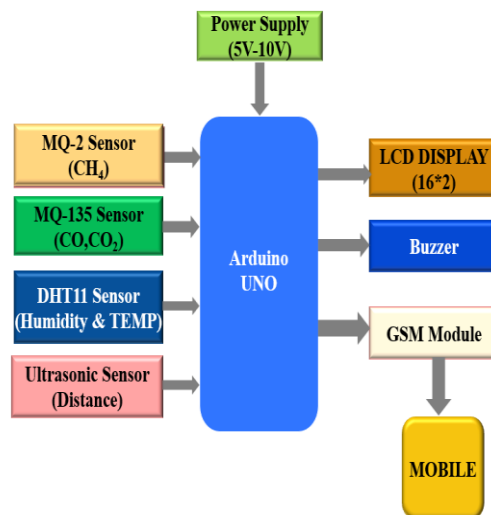 Power Supply
(5V-10V)
MQ-2 Sensor
(CH₄)
MQ-135 Sensor
(CO,CO₂)
DHT11 Sensor
(Humidity & TEMP)
Ultrasonic Sensor
(Distance)
Arduino
UNO
LCD DISPLAY
(16*2)
Buzzer
GSM Module
MOBILE